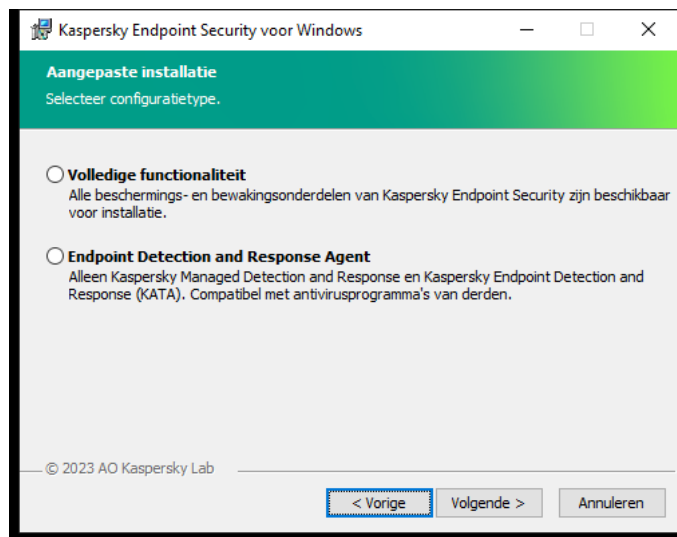 Kaspersky Endpoint Security voor Windows
Aangepaste installatie
Selecteer configuratietype.
Volledige functionaliteit
Alle beschermings- en bewakingsonderdelen van Kaspersky Endpoint Security zijn beschikbaar
voor installatie.
Endpoint Detection and Response Agent
Alleen Kaspersky Managed Detection and Response en Kaspersky Endpoint Detection and
Response (KATA). Compatibel met antivirusprogramma's van derden.
© 2023 AO Kaspersky Lab
< Vorige Volgende > Annuleren